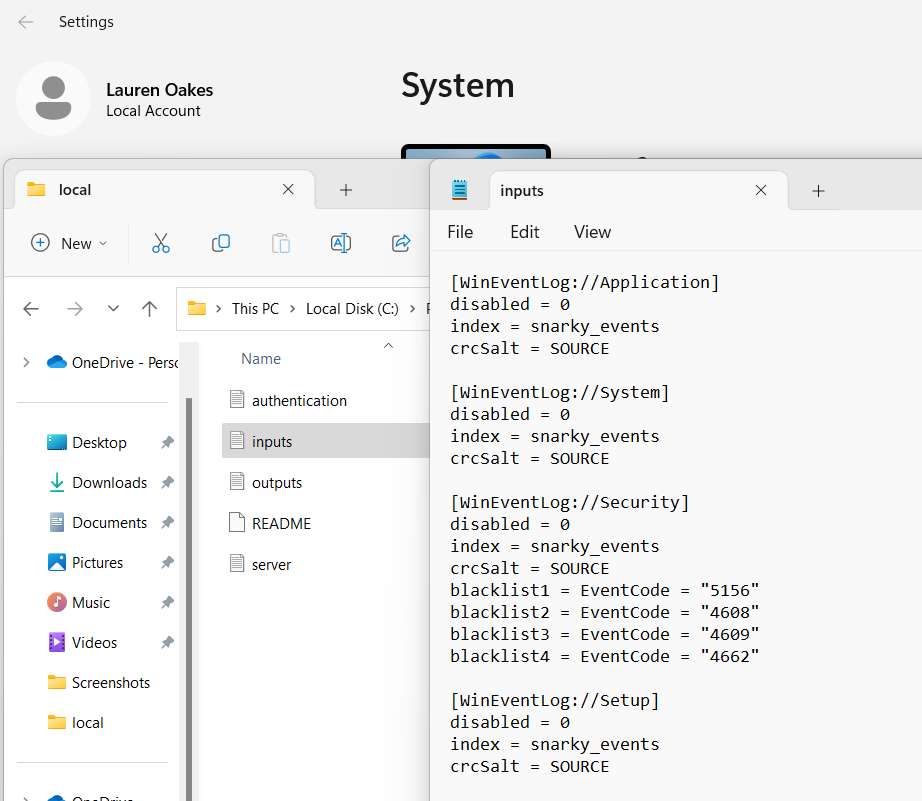 Settings
Lauren Oakes
Local Account
System
local
New
This PC > Local Disk (C:) >
OneDrive - Perso
Desktop
Downloads
Documents
Pictures
Music
Videos
Screenshots
local
OneDrive
Name
authentication
inputs
outputs
README
server
inputs
File Edit View
[WinEventLog://Application]
disabled = 0
index = snarky_events
crcSalt = SOURCE
[WinEventLog://System]
disabled = 0
index = snarky_events
crcSalt = SOURCE
[WinEventLog://Security]
disabled = 0
index = snarky_events
crcSalt = SOURCE
blacklist1 = EventCode = "5156"
blacklist2 = EventCode = "4608"
blacklist3 = EventCode = "4609"
blacklist4 = EventCode = "4662"
[WinEventLog://Setup]
disabled = 0
index = snarky_events
crcSalt = SOURCE